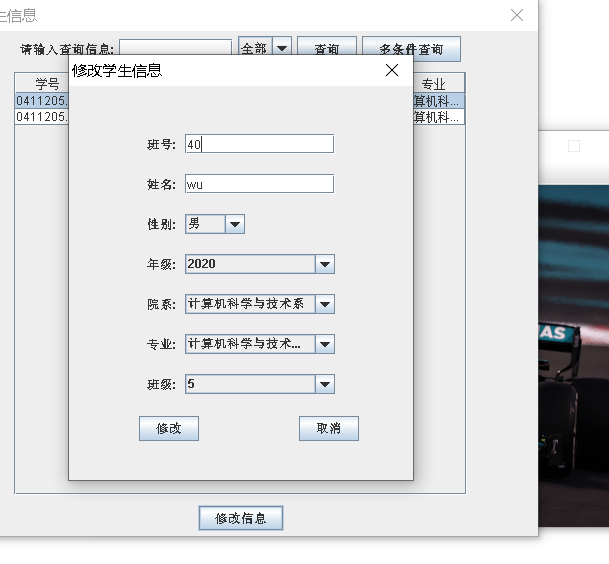 生信息
请输入查询信息: 全部 查询 多条件查询
修改学生信息
学号 专业
0411205. 算机科...
0411205. 算机科...
班号: 40
姓名: wu
性别: 男
年级: 2020
院系: 计算机科学与技术系
专业: 计算机科学与技术...
班级: 5
修改 取消
修改信息
AS